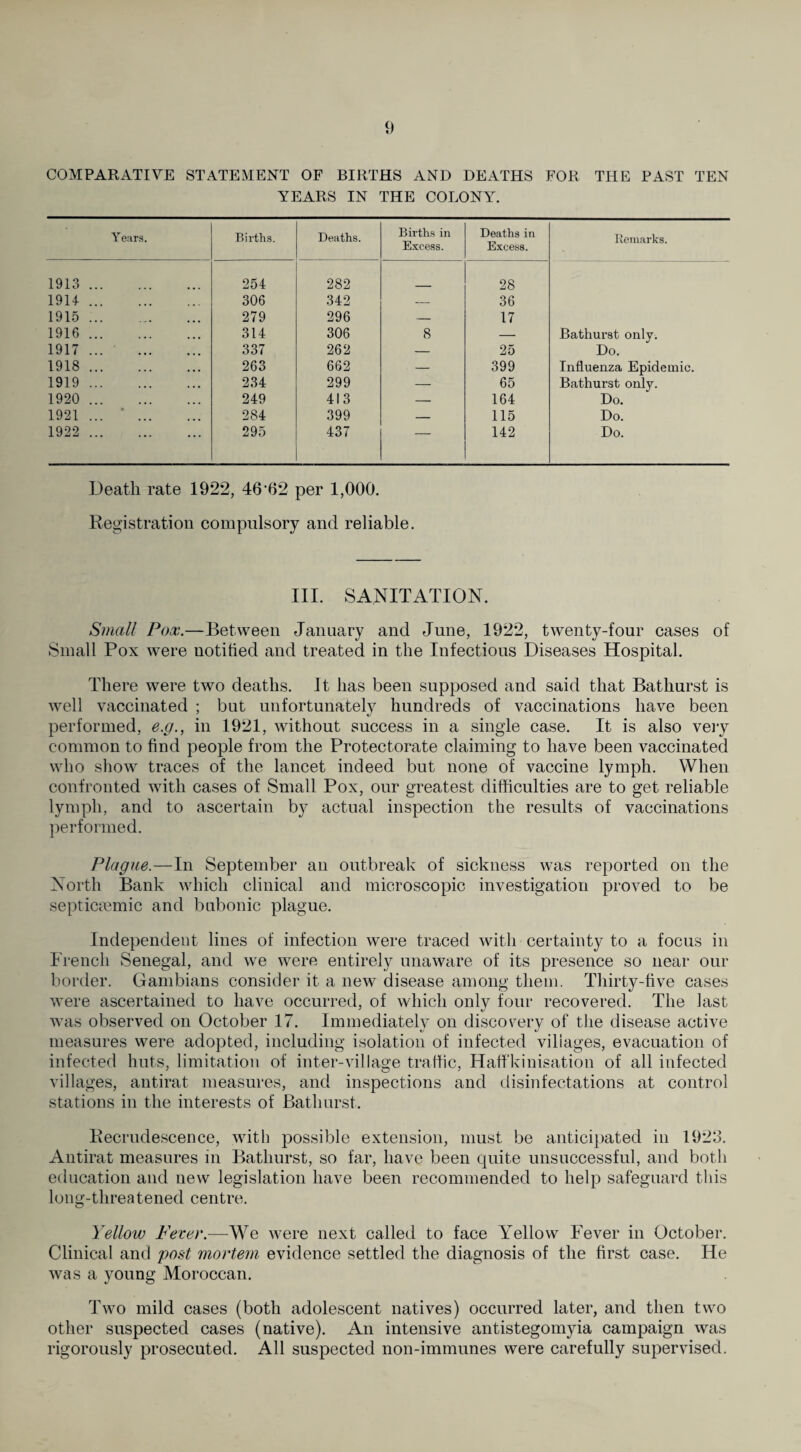 9
COMPARATIVE STATEMENT OF BIRTHS AND DEATHS FOR THE PAST TEN
YEARS IN THE COLONY.
Years. Births. Deaths. Births in Excess. Deaths in Excess. Remarks.
1913 ... ... ... 254 282 — 28
1914 ... ... ... 306 342 — 36
1915 ... ... ... 279 296 — 17
1916 ... ... ... 314 306 8 — Bathurst only.
1917 ... ... ... 337 262 — 25 Do.
1918 ... ... ... 263 662 — 399 Influenza Epidemic.
1919 ... ... ... 234 299 — 65 Bathurst only.
1920 ... ... ... 249 413 — 164 Do.
1921 ... ... ... 284 399 — 115 Do.
1922 ... ... ... 295 437 — 142 Do.
Death rate 1922, 46·62 per 1,000.
Registration compulsory and reliable.
III. SANITATION.
Small Pox.—Between January and June, 1922, twenty-four cases of
Small Pox were notified and treated in the Infectious Diseases Hospital.
There were two deaths. It has been supposed and said that Bathurst is
well vaccinated ; but unfortunately hundreds of vaccinations have been
performed, e.g., in 1921, without success in a single case. It is also very
common to find people from the Protectorate claiming to have been vaccinated
who show traces of the lancet indeed but none of vaccine lymph. When
confronted with cases of Small Pox, our greatest difficulties are to get reliable
lymph, and to ascertain by actual inspection the results of vaccinations
performed.
Plague.—In September an outbreak of sickness was reported on the
North Bank which clinical and microscopic investigation proved to be
septicæmic and bubonic plague.
Independent lines of infection were traced with certainty to a focus in
French Senegal, and we were entirely unaware of its presence so near our
border. Gambians consider it a new disease among them. Thirty-five cases
were ascertained to have occurred, of which only four recovered. The last
was observed on October 17. Immediately on discovery of the disease active
measures were adopted, including isolation of infected villages, evacuation of
infected huts, limitation of inter-village traffic, Haffkinisation of all infected
villages, antirat measures, and inspections and disinfectations at control
stations in the interests of Bathurst.
Recrudescence, with possible extension, must be anticipated in 1923.
Antirat measures in Bathurst, so far, have been quite unsuccessful, and both
education and new legislation have been recommended to help safeguard this
long-threatened centre.
Yellow Fever.—We were next called to face Yellow Fever in October.
Clinical and post mortem evidence settled the diagnosis of the first case. He
was a young Moroccan.
Two mild cases (both adolescent natives) occurred later, and then two
other suspected cases (native). An intensive antistegomyia campaign was
rigorously prosecuted. All suspected non-immunes were carefully supervised.